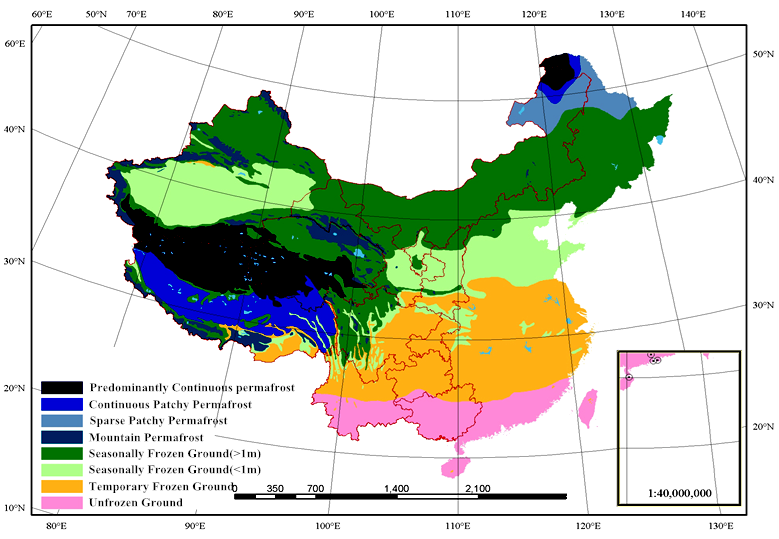 60°E 50°N 70°E 80°E 90°E 100°E 110°E 120°E 130°E 140°E
60°E
50°N
40°N
40°N
30°N
30°N
20°N
20°N
10°N
Predominantly Continuous permafrost
Continuous Patchy Permafrost
Sparse Patchy Permafrost
Mountain Permafrost
Seasonally Frozen Ground(>1m)
Seasonally Frozen Ground(<1m)
Temporary Frozen Ground
Unfrozen Ground
0 350 700 1,400 2,100
1:40,000,000
80°E 90°E 100°E 110°E 120°E 130°E